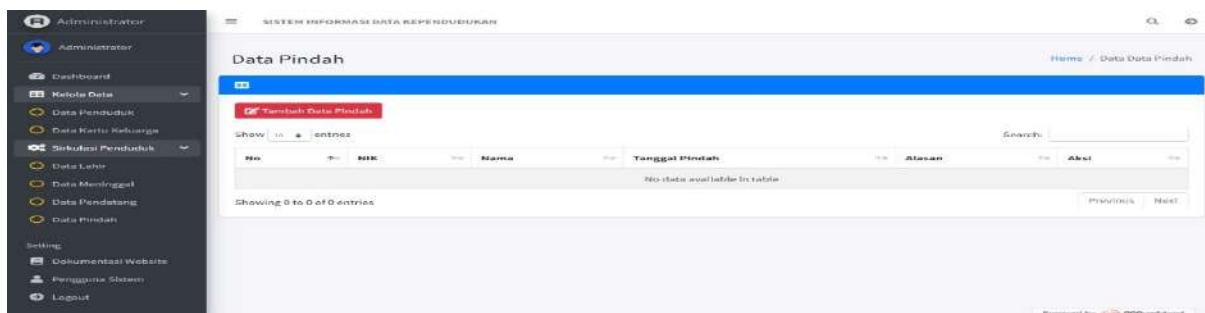 Administrator
SISTEM INFORMASI DATA KEPENDUDUKAN
Administrator
Dashboard
Kelola Data
Data Penduduk
Data Kartu Keluarga
Sirkulasi Penduduk
Data Lahir
Data Meninggal
Data Pendatang
Data Pindah
Setting
Dokumentasi Website
Pengguna Sistem
Logout
Data Pindah
Home / Data Data Pindah
Tambah Data Pindah
Show 10 entries
Search:
No NIK Nama Tanggal Pindah Alasan Aksi
No data available in table
Showing 0 to 0 of 0 entries
Previous Next